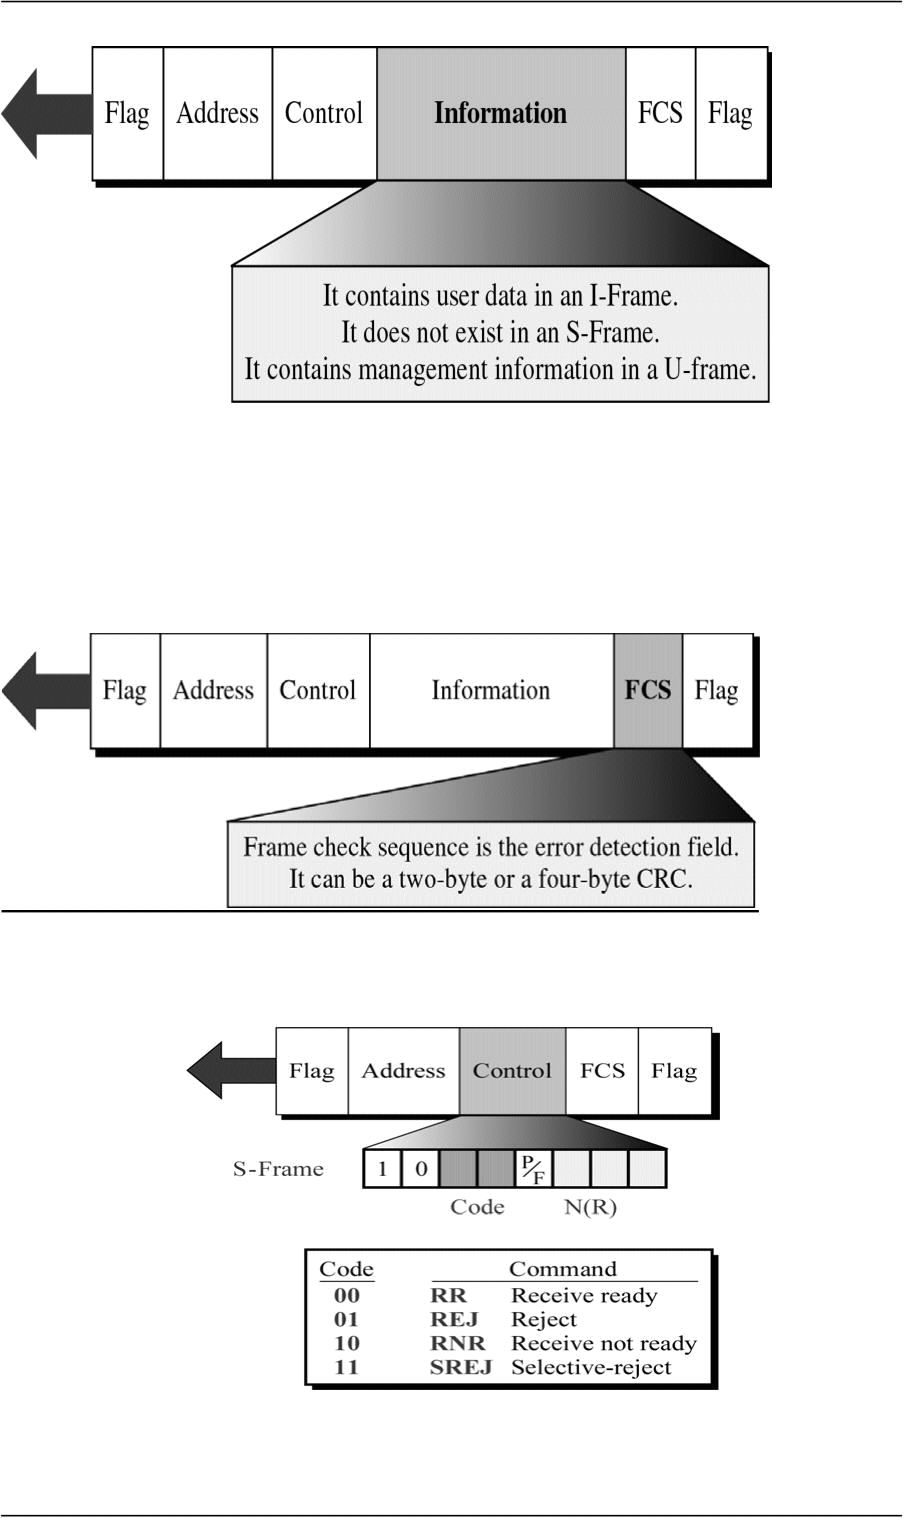 Flag Address Control Information FCS Flag
It contains user data in an I-Frame.
It does not exist in an S-Frame.
It contains management information in a U-frame.
Flag Address Control Information FCS Flag
Frame check sequence is the error detection field.
It can be a two-byte or a four-byte CRC.
Flag Address Control FCS Flag
S-Frame 1 0 P/F
Code N(R)
Code Command
00 RR Receive ready
01 REJ Reject
10 RNR Receive not ready
11 SREJ Selective-reject